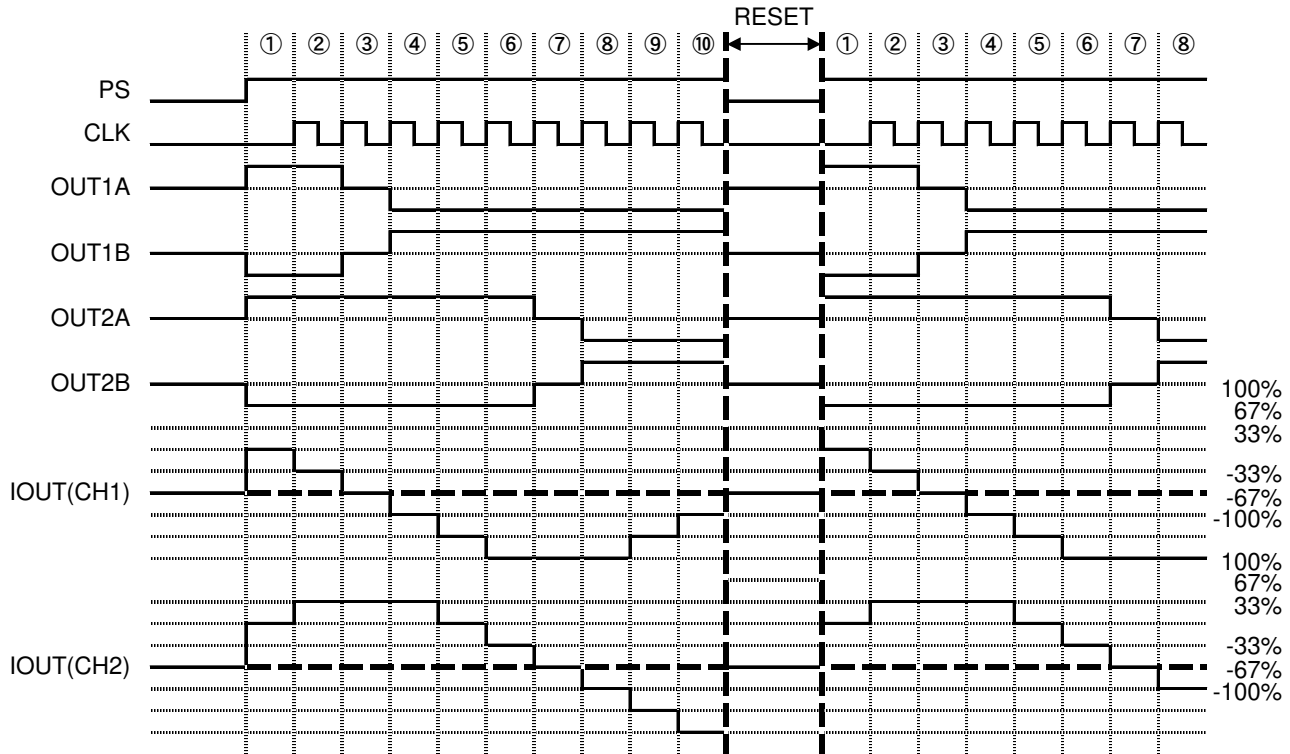 RESET
① ② ③ ④ ⑤ ⑥ ⑦ ⑧ ⑨ ⑩ ① ② ③ ④ ⑤ ⑥ ⑦ ⑧
PS
CLK
OUT1A
OUT1B
OUT2A
OUT2B
100%
67%
33%
IOUT(CH1)
-33%
-67%
-100%
100%
67%
33%
IOUT(CH2)
-33%
-67%
-100%